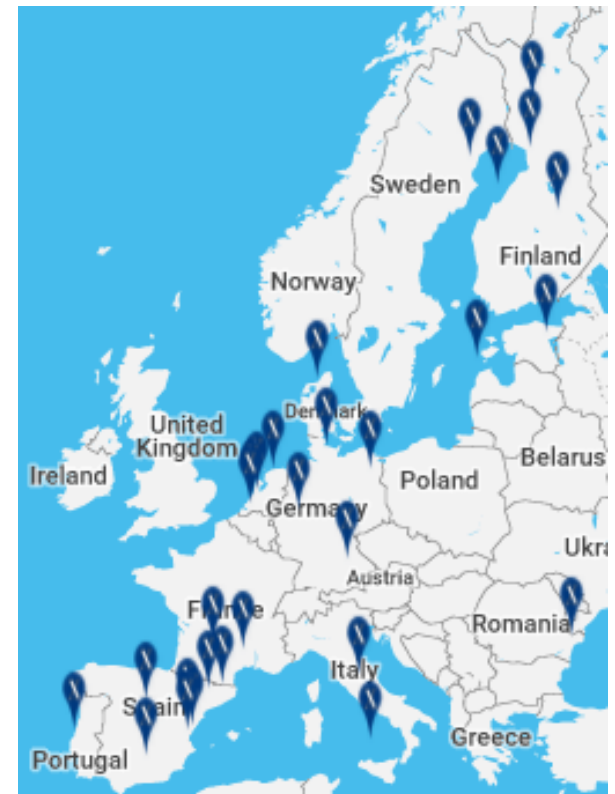 Sweden
Finland
Norway
Denmark
United
Kingdom
Ireland
Belarus
Poland
Germany
Ukra
Austria
France
Romania
Italy
Spain
Greece
Portugal